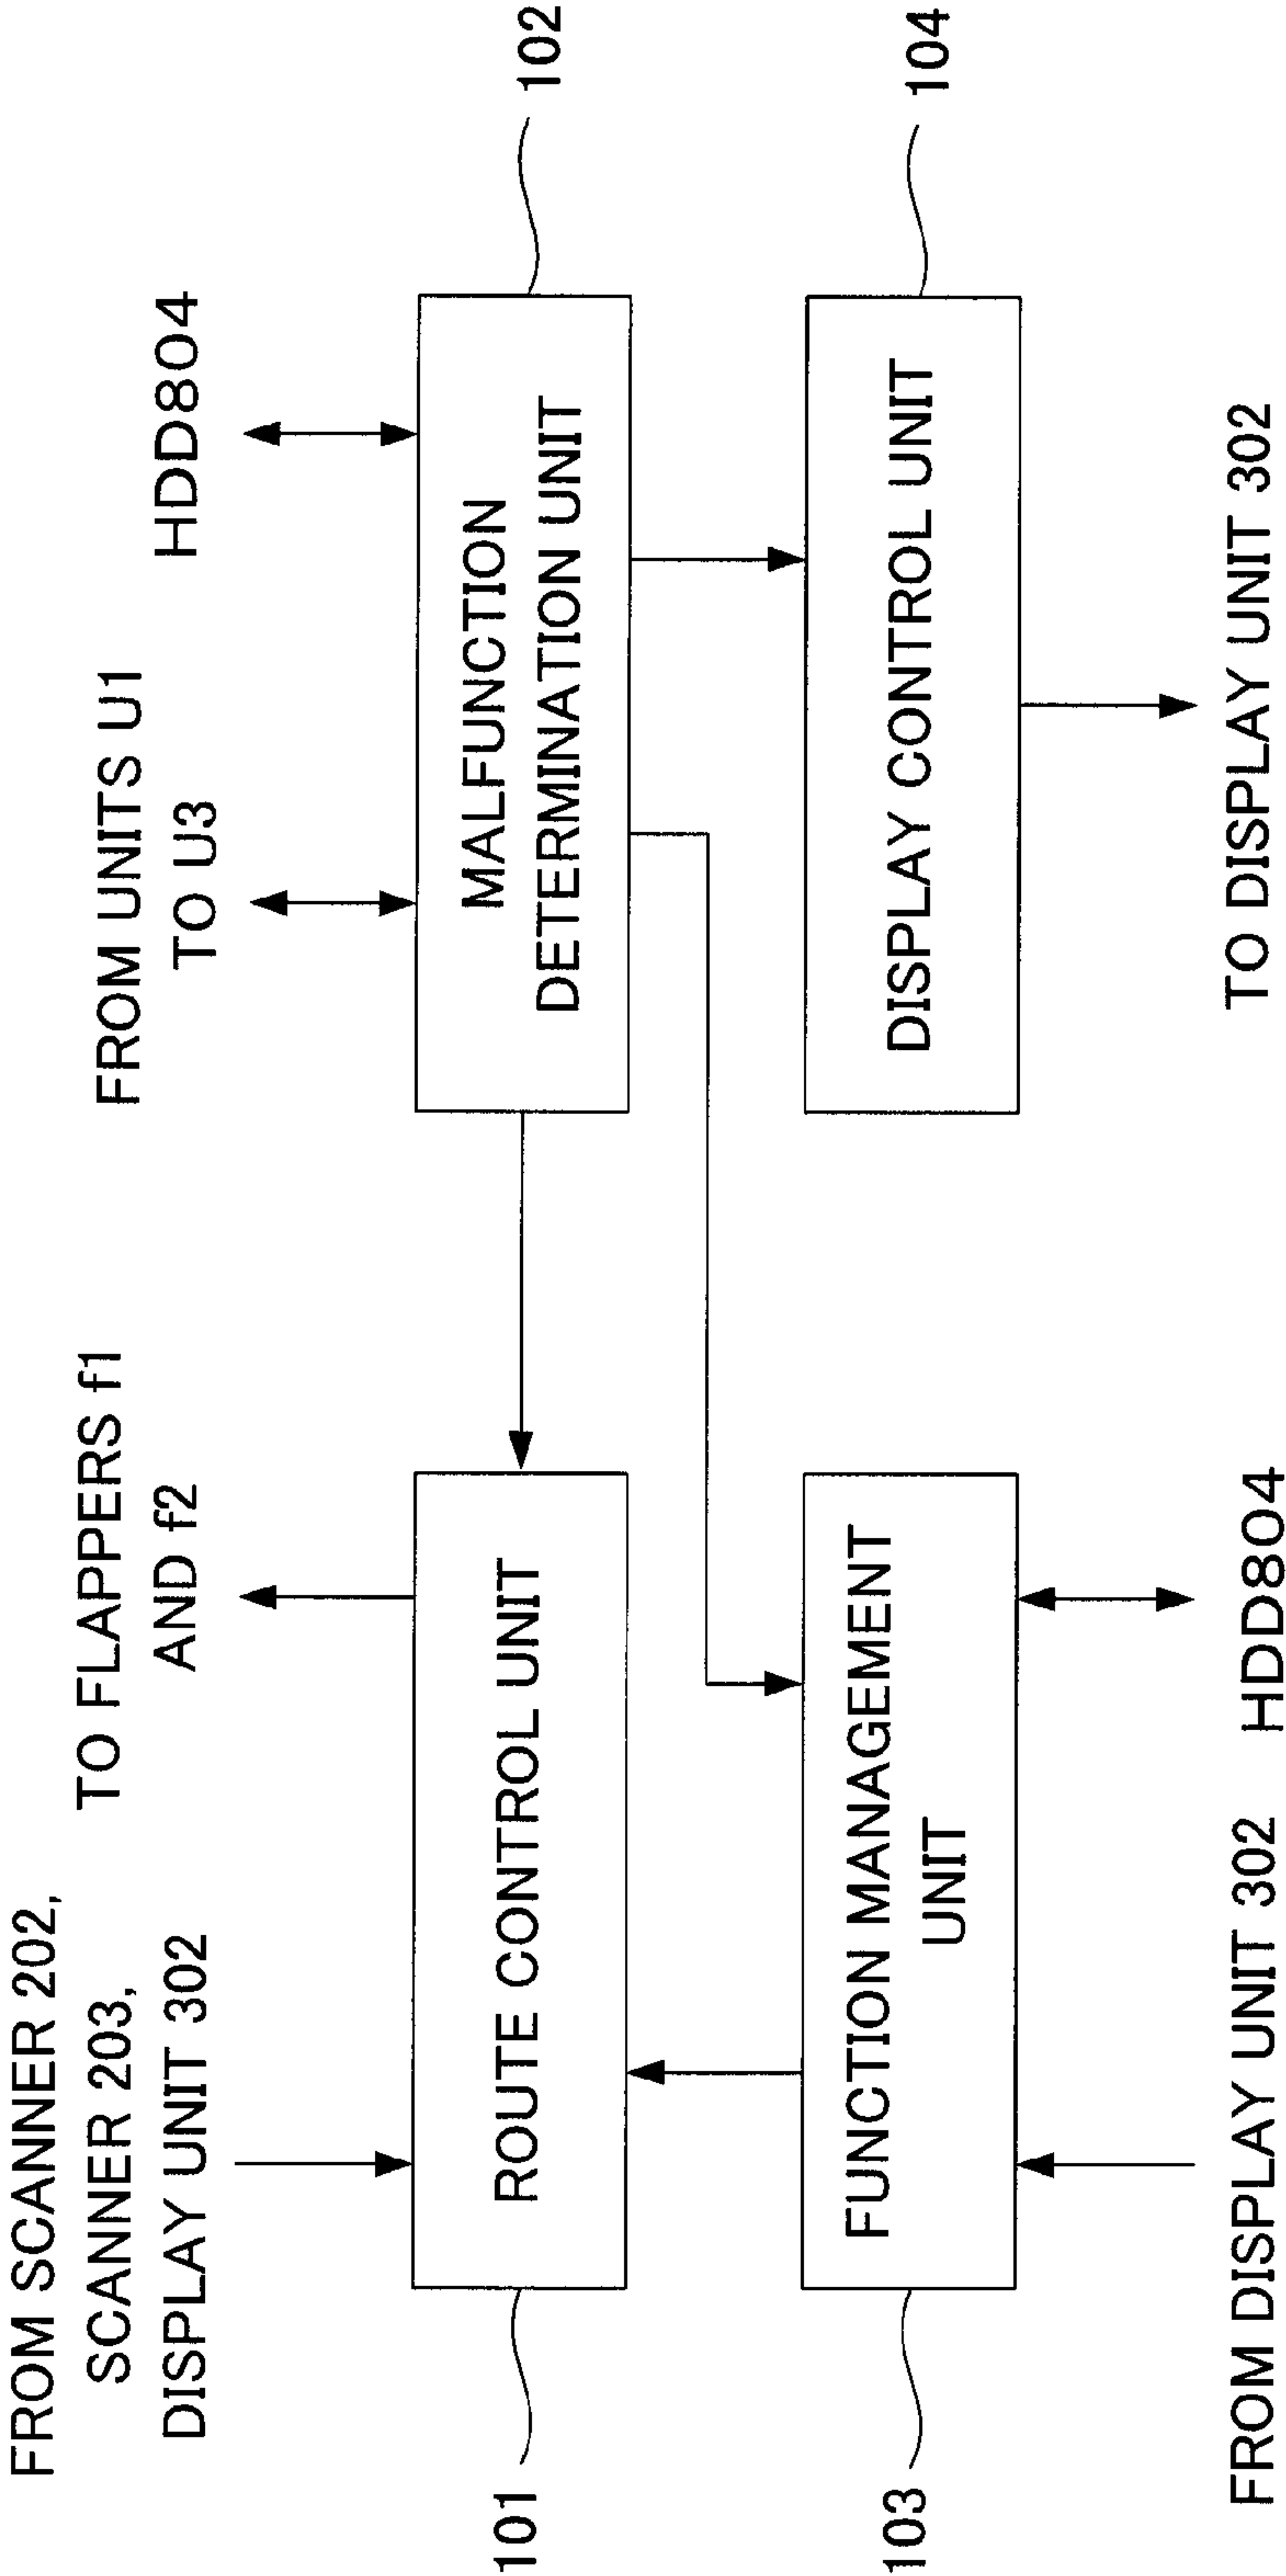 FROM SCANNER 202,
SCANNER 203,
DISPLAY UNIT 302
TO FLAPPERS f1
AND f2
FROM UNITS U1
TO U3
HDD804
101
ROUTE CONTROL UNIT
MALFUNCTION
DETERMINATION UNIT
102
103
FUNCTION MANAGEMENT
UNIT
DISPLAY CONTROL UNIT
104
FROM DISPLAY UNIT 302
HDD804
TO DISPLAY UNIT 302